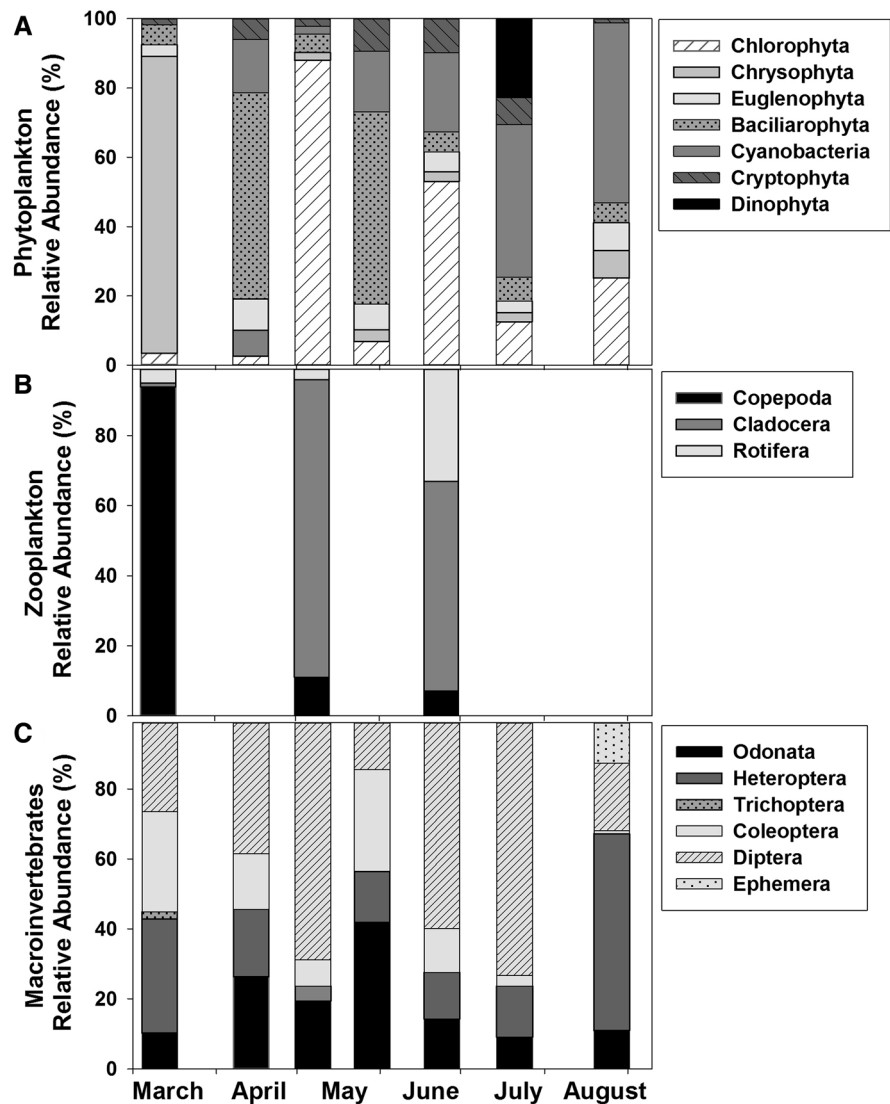 A
Phytoplankton
Relative Abundance (%)
100
80
60
40
20
0
Chlorophyta
Chrysophyta
Euglenophyta
Baciliarophyta
Cyanobacteria
Cryptophyta
Dinophyta
B
Zooplankton
Relative Abundance (%)
80
60
40
20
0
Copepoda
Cladocera
Rotifera
C
Macroinvertebrates
Relative Abundance (%)
80
60
40
20
0
Odonata
Heteroptera
Trichoptera
Coleoptera
Diptera
Ephemera
March April May June July August